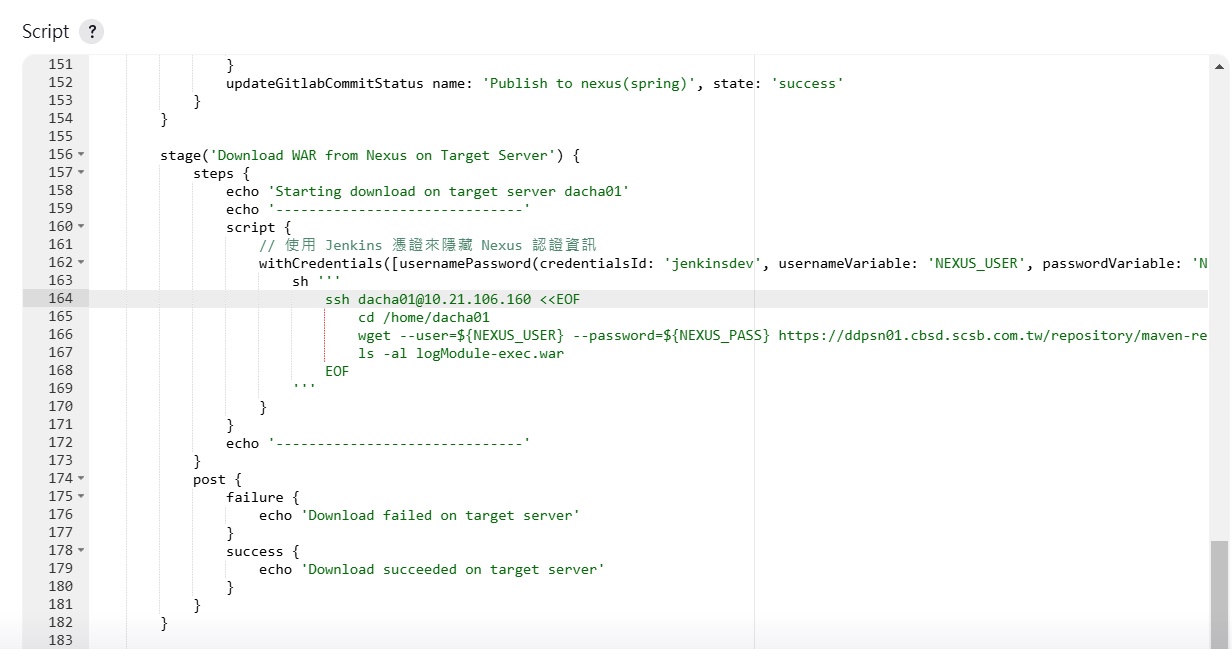 Script ?
151 }
152 updateGitlabCommitStatus name: 'Publish to nexus(spring)', state: 'success'
153 }
154 }
155
156 stage('Download WAR from Nexus on Target Server') {
157 steps {
158 echo 'Starting download on target server dacha01'
159 echo '------------------------------'
160 script {
161 // 使用 Jenkins 憑證來隱藏 Nexus 認證資訊
162 withCredentials([usernamePassword(credentialsId: 'jenkinsdev', usernameVariable: 'NEXUS_USER', passwordVariable: 'N
163 sh '''
164 ssh dacha01@10.21.106.160 <<EOF
165 cd /home/dacha01
166 wget --user=${NEXUS_USER} --password=${NEXUS_PASS} https://ddpsn01.cbsd.scsb.com.tw/repository/maven-re
167 ls -al logModule-exec.war
168 EOF
169 '''
170 }
171 }
172 echo '------------------------------'
173 }
174 post {
175 failure {
176 echo 'Download failed on target server'
177 }
178 success {
179 echo 'Download succeeded on target server'
180 }
181 }
182 }
183